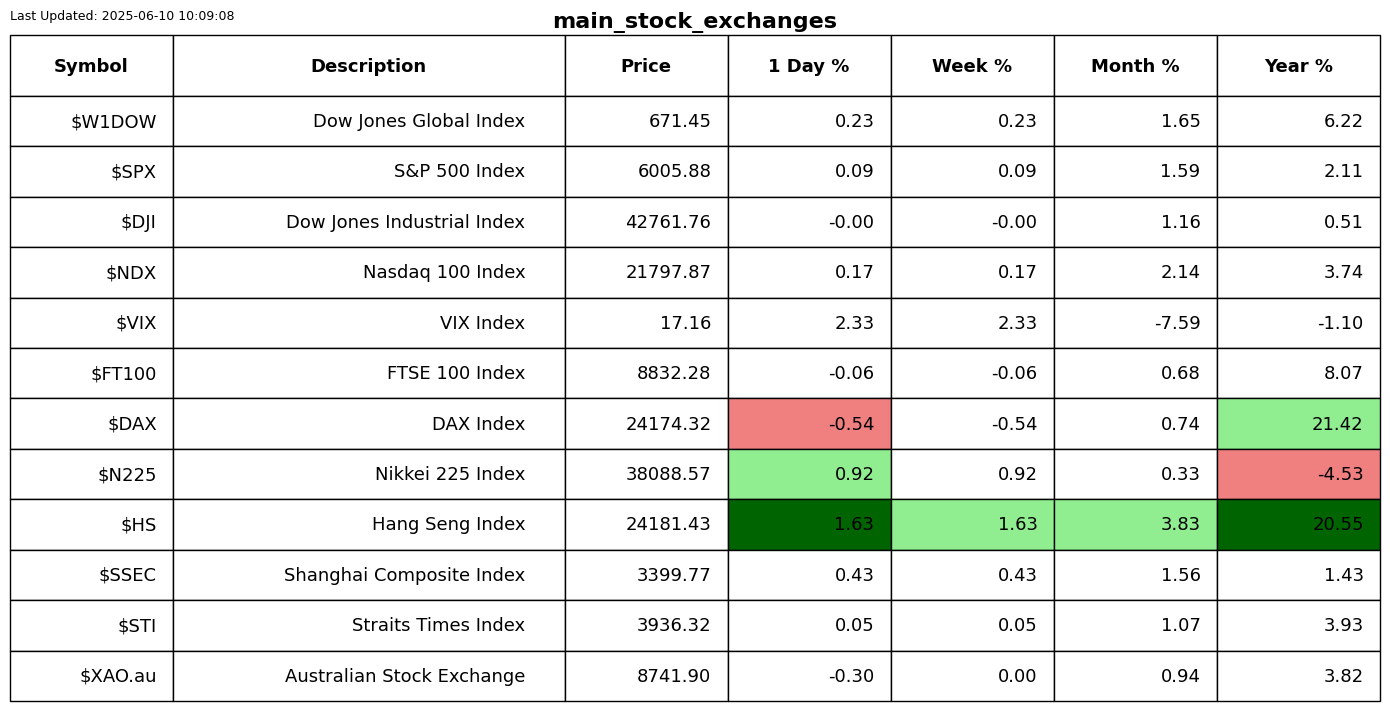 Last Updated: 2025-06-10 10:09:08
main_stock_exchanges
Symbol Description Price 1 Day % Week % Month % Year %
$W1DOW Dow Jones Global Index 671.45 0.23 0.23 1.65 6.22
$SPX S&P 500 Index 6005.88 0.09 0.09 1.59 2.11
$DJI Dow Jones Industrial Index 42761.76 -0.00 -0.00 1.16 0.51
$NDX Nasdaq 100 Index 21797.87 0.17 0.17 2.14 3.74
$VIX VIX Index 17.16 2.33 2.33 -7.59 -1.10
$FT100 FTSE 100 Index 8832.28 -0.06 -0.06 0.68 8.07
$DAX DAX Index 24174.32 -0.54 -0.54 0.74 21.42
$N225 Nikkei 225 Index 38088.57 0.92 0.92 0.33 -4.53
$HS Hang Seng Index 24181.43 1.63 1.63 3.83 20.55
$SSEC Shanghai Composite Index 3399.77 0.43 0.43 1.56 1.43
$STI Straits Times Index 3936.32 0.05 0.05 1.07 3.93
$XAO.au Australian Stock Exchange 8741.90 -0.30 0.00 0.94 3.82